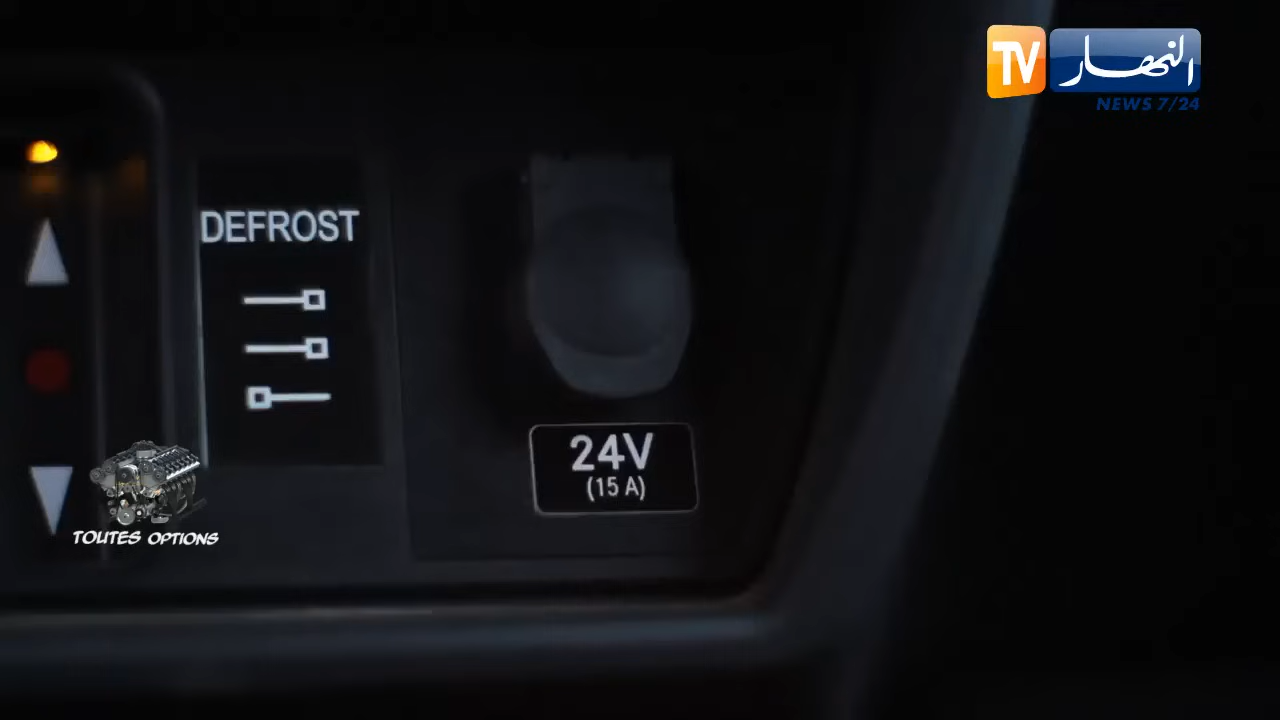 TV النهار
NEWS 7/24
DEFROST
24V
(15 A)
TOUTES OPTIONS